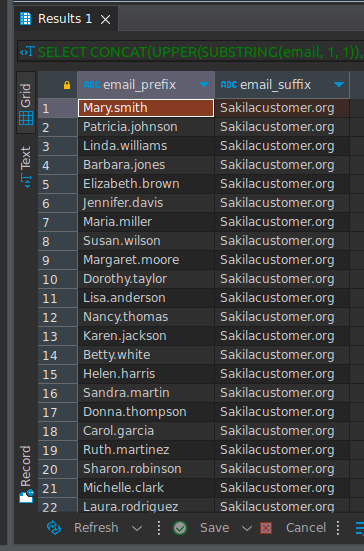 Results 1
SELECT CONCAT(UPPER(SUBSTRING(email, 1, 1)),
Grid
Text
Record
email_prefix email_suffix
1 Mary.smith Sakilacustomer.org
2 Patricia.johnson Sakilacustomer.org
3 Linda.williams Sakilacustomer.org
4 Barbara.jones Sakilacustomer.org
5 Elizabeth.brown Sakilacustomer.org
6 Jennifer.davis Sakilacustomer.org
7 Maria.miller Sakilacustomer.org
8 Susan.wilson Sakilacustomer.org
9 Margaret.moore Sakilacustomer.org
10 Dorothy.taylor Sakilacustomer.org
11 Lisa.anderson Sakilacustomer.org
12 Nancy.thomas Sakilacustomer.org
13 Karen.jackson Sakilacustomer.org
14 Betty.white Sakilacustomer.org
15 Helen.harris Sakilacustomer.org
16 Sandra.martin Sakilacustomer.org
17 Donna.thompson Sakilacustomer.org
18 Carol.garcia Sakilacustomer.org
19 Ruth.martinez Sakilacustomer.org
20 Sharon.robinson Sakilacustomer.org
21 Michelle.clark Sakilacustomer.org
22 Laura.rodriguez Sakilacustomer.org
Refresh Save Cancel